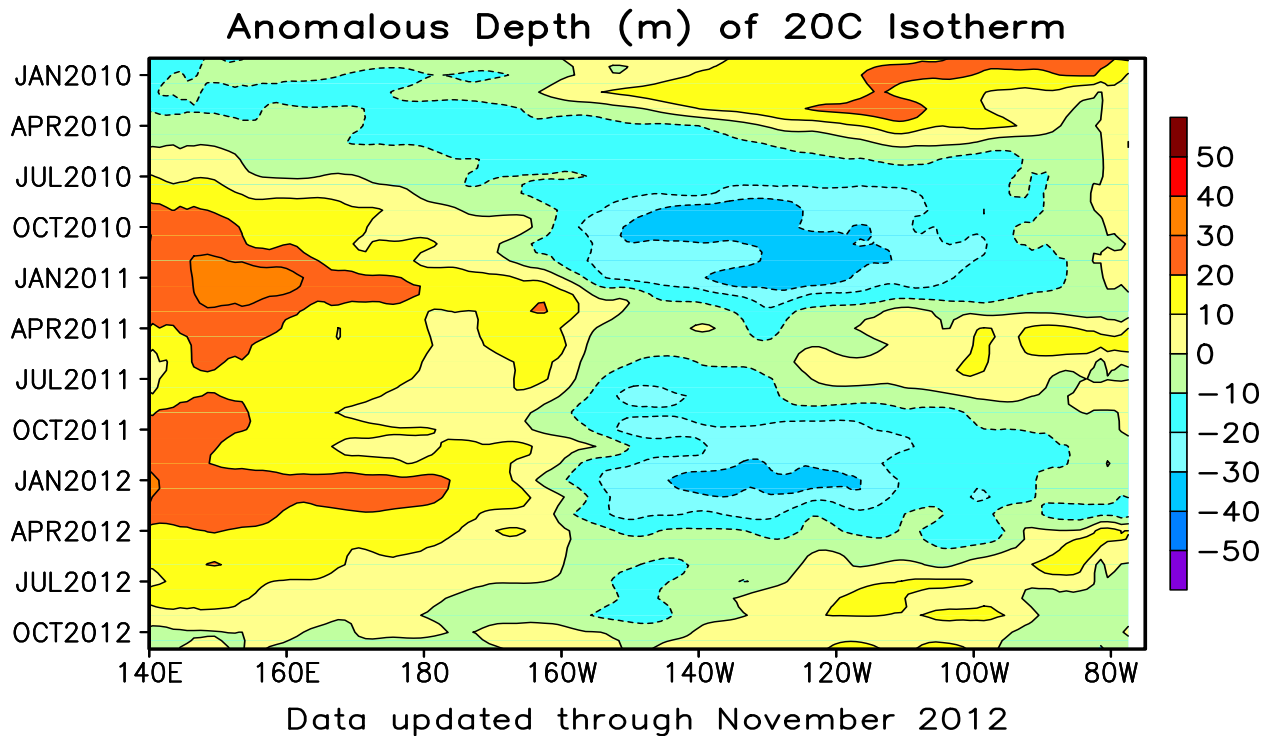 Anomalous Depth (m) of 20C Isotherm
JAN2010
APR2010
JUL2010
OCT2010
JAN2011
APR2011
JUL2011
OCT2011
JAN2012
APR2012
JUL2012
OCT2012
140E 160E 180 160W 140W 120W 100W 80W
50
40
30
20
10
0
−10
−20
−30
−40
−50
Data updated through November 2012